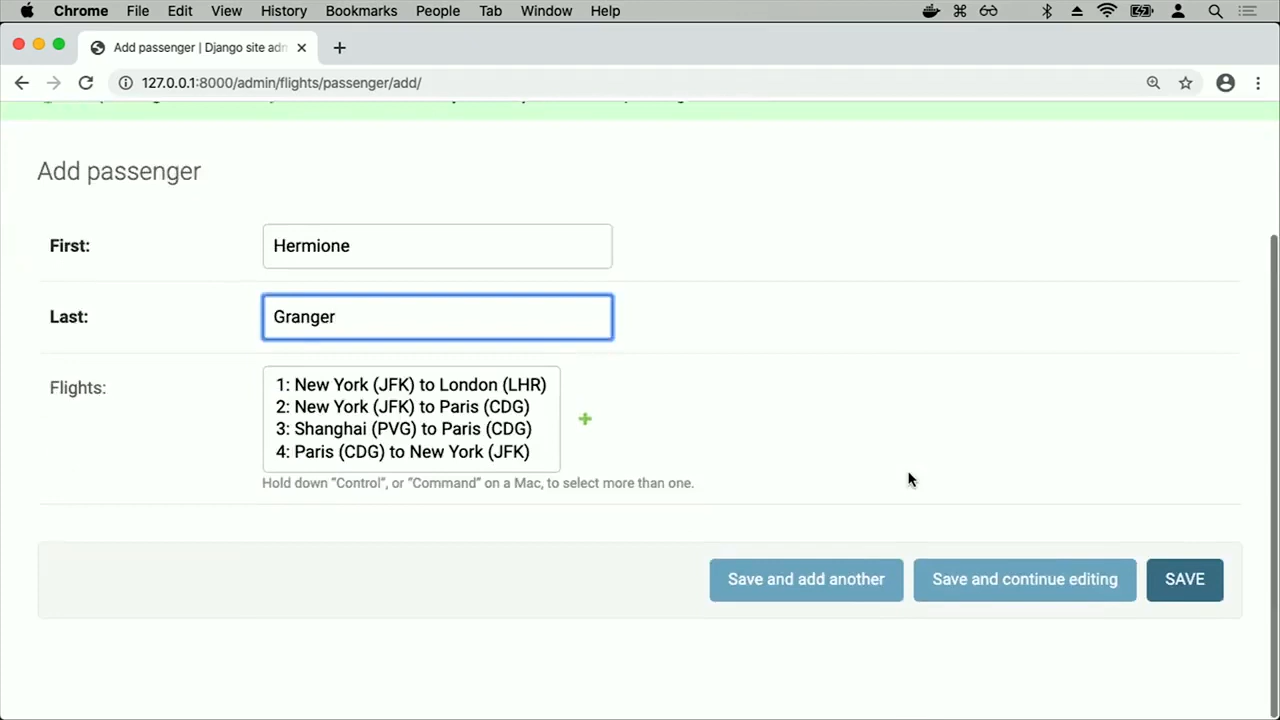 Chrome File Edit View History Bookmarks People Tab Window Help
Add passenger | Django site adn
127.0.0.1:8000/admin/flights/passenger/add/
Add passenger
First: Hermione
Last: Granger
Flights:
1: New York (JFK) to London (LHR)
2: New York (JFK) to Paris (CDG)
3: Shanghai (PVG) to Paris (CDG)
4: Paris (CDG) to New York (JFK)
Hold down “Control”, or “Command” on a Mac, to select more than one.
Save and add another Save and continue editing SAVE